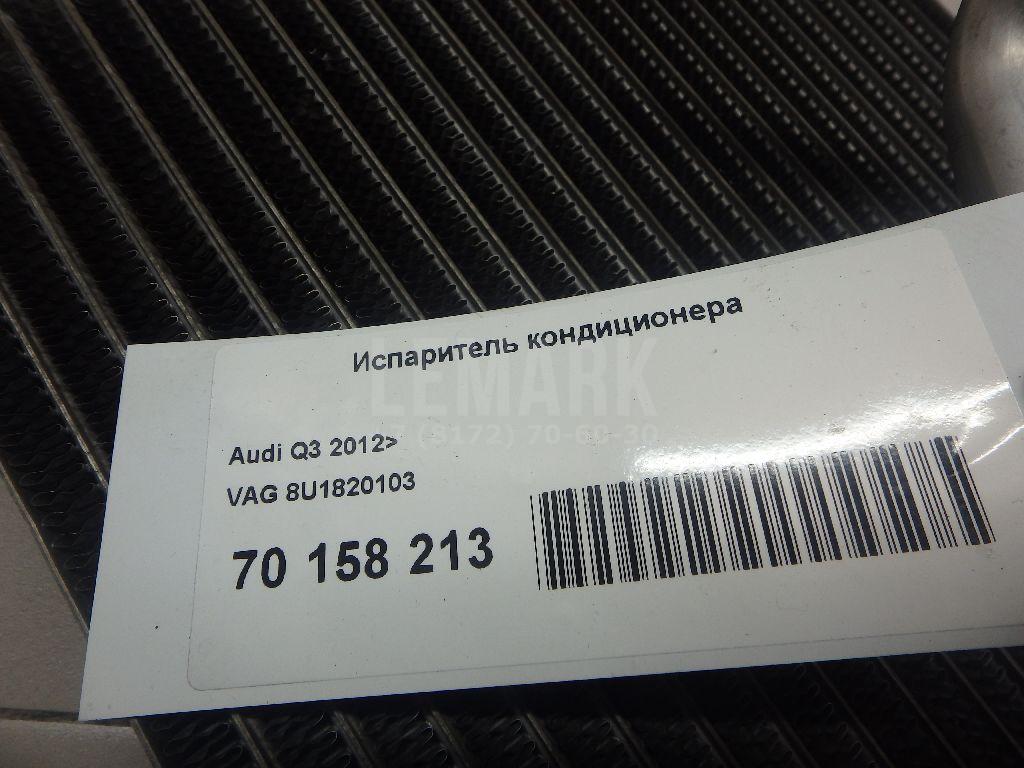 Испаритель кондиционера
LEMARK
Audi Q3 2012>
VAG 8U1820103
70 158 213